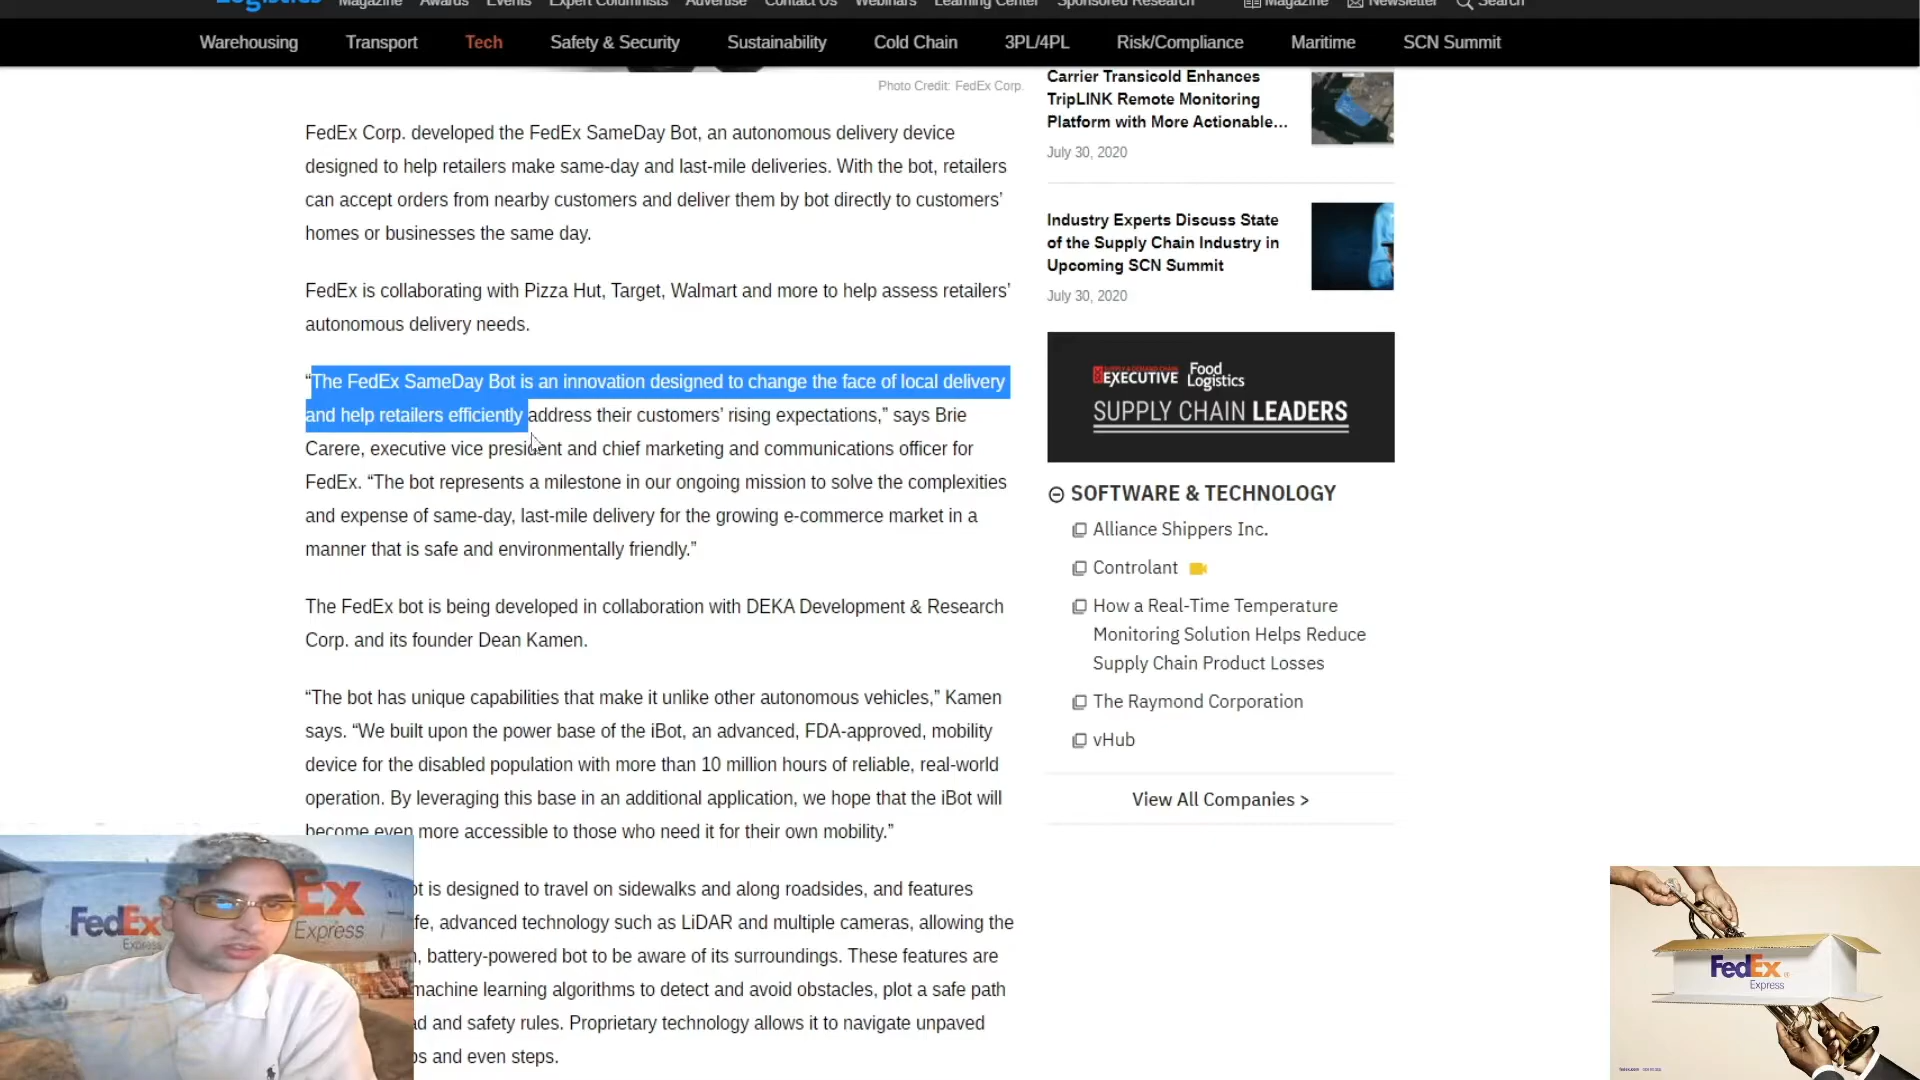 Logistics Magazine Awards Events Expert Columnists Advertise Contact Us Webinars Learning Center Sponsored Research Magazine Newsletter Search
Warehousing Transport Tech Safety & Security Sustainability Cold Chain 3PL/4PL Risk/Compliance Maritime SCN Summit
Photo Credit: FedEx Corp.
FedEx Corp. developed the FedEx SameDay Bot, an autonomous delivery device
designed to help retailers make same-day and last-mile deliveries. With the bot, retailers
can accept orders from nearby customers and deliver them by bot directly to customers’
homes or businesses the same day.
FedEx is collaborating with Pizza Hut, Target, Walmart and more to help assess retailers’
autonomous delivery needs.
“The FedEx SameDay Bot is an innovation designed to change the face of local delivery
and help retailers efficiently address their customers’ rising expectations,” says Brie
Carere, executive vice president and chief marketing and communications officer for
FedEx. “The bot represents a milestone in our ongoing mission to solve the complexities
and expense of same-day, last-mile delivery for the growing e-commerce market in a
manner that is safe and environmentally friendly.”
The FedEx bot is being developed in collaboration with DEKA Development & Research
Corp. and its founder Dean Kamen.
“The bot has unique capabilities that make it unlike other autonomous vehicles,” Kamen
says. “We built upon the power base of the iBot, an advanced, FDA-approved, mobility
device for the disabled population with more than 10 million hours of reliable, real-world
operation. By leveraging this base in an additional application, we hope that the iBot will
become even more accessible to those who need it for their own mobility.”
is designed to travel on sidewalks and along roadsides, and features
advanced technology such as LiDAR and multiple cameras, allowing the
battery-powered bot to be aware of its surroundings. These features are
machine learning algorithms to detect and avoid obstacles, plot a safe path
and safety rules. Proprietary technology allows it to navigate unpaved
and even steps.
Carrier Transicold Enhances
TripLINK Remote Monitoring
Platform with More Actionable...
July 30, 2020
Industry Experts Discuss State
of the Supply Chain Industry in
Upcoming SCN Summit
July 30, 2020
EXECUTIVE Food Logistics
SUPPLY CHAIN LEADERS
SOFTWARE & TECHNOLOGY
Alliance Shippers Inc.
Controlant
How a Real-Time Temperature
Monitoring Solution Helps Reduce
Supply Chain Product Losses
The Raymond Corporation
vHub
View All Companies >
FedEx
Express
Ex
Express
FedEx
Express